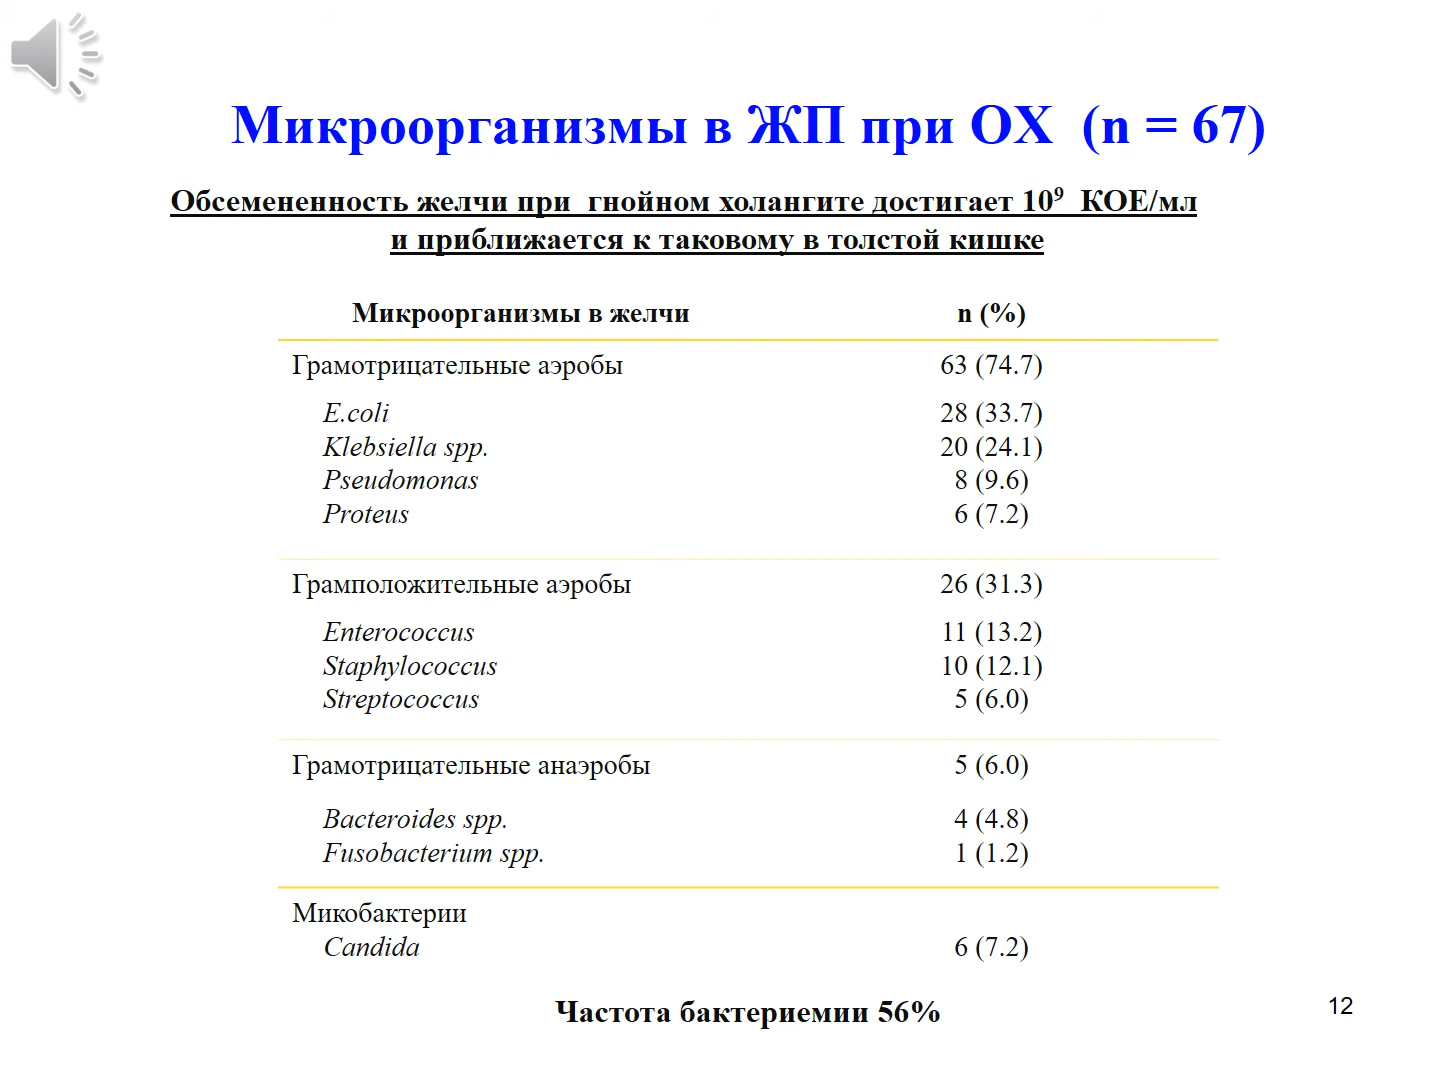 Микроорганизмы в ЖП при ОХ (n = 67)
Обсемененность желчи при гнойном холангите достигает 10⁹ КОЕ/мл
и приближается к таковому в толстой кишке
Микроорганизмы в желчи n (%)
Грамотрицательные аэробы 63 (74.7)
E.coli 28 (33.7)
Klebsiella spp. 20 (24.1)
Pseudomonas 8 (9.6)
Proteus 6 (7.2)
Грамположительные аэробы 26 (31.3)
Enterococcus 11 (13.2)
Staphylococcus 10 (12.1)
Streptococcus 5 (6.0)
Грамотрицательные анаэробы 5 (6.0)
Bacteroides spp. 4 (4.8)
Fusobacterium spp. 1 (1.2)
Микобактерии
Candida 6 (7.2)
Частота бактериемии 56%
12